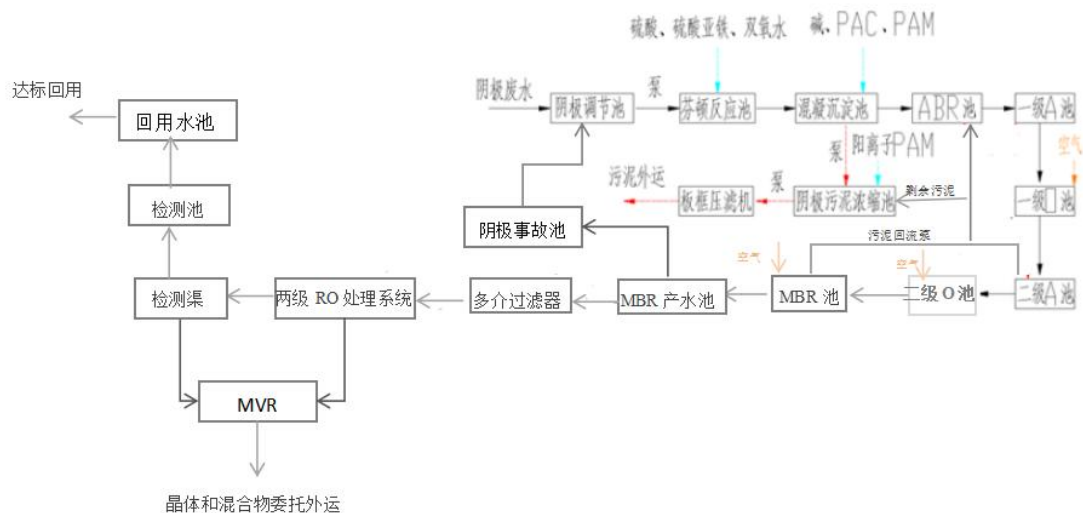 硫酸、硫酸亚铁、双氧水
碱、PAC、PAM
达标回用
阴极废水
泵
回用水池
阴极调节池
芬顿反应池
混凝沉淀池
ABR池
一级A池
泵
阳离子PAM
空气
污泥外运
泵
检测池
板框压滤机
阴极污泥浓缩池
剩余污泥
阴极事故池
污泥回流泵
空气
空气
检测渠
两级 RO 处理系统
多介过滤器
MBR 产水池
MBR 池
二级 O 池
二级A池
MVR
晶体和混合物委托外运